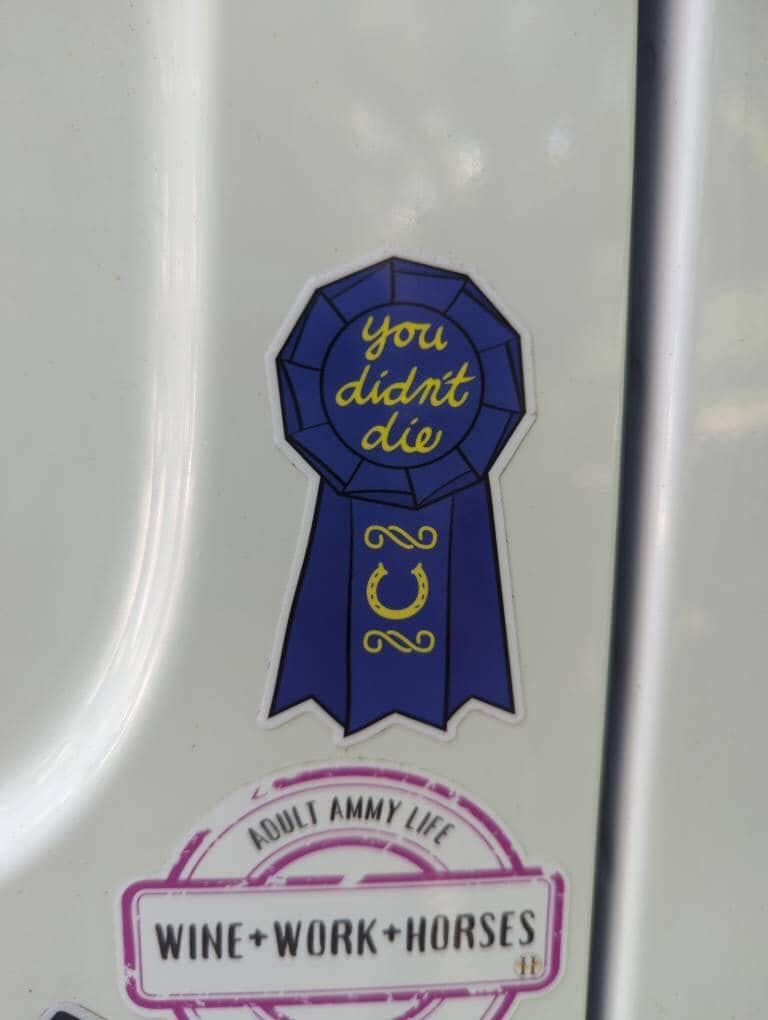 you
didn't
die
ADULT AMMY LIFE
WINE+WORK+HORSES